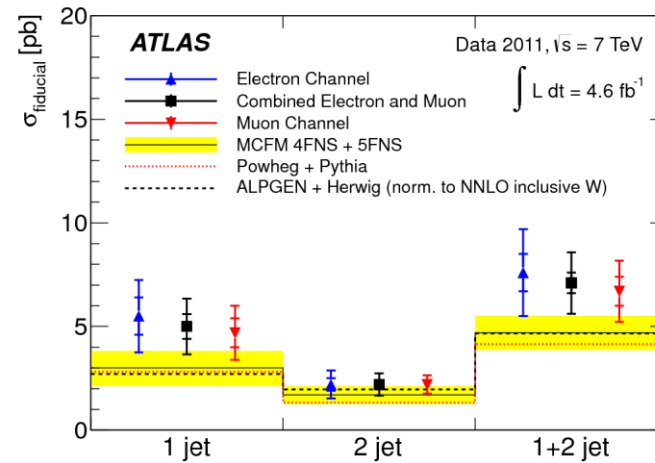 σfiducial [pb]
20
15
10
5
0
ATLAS
Data 2011, √s = 7 TeV
∫ L dt = 4.6 fb⁻¹
Electron Channel
Combined Electron and Muon
Muon Channel
MCFM 4FNS + 5FNS
Powheg + Pythia
ALPGEN + Herwig (norm. to NNLO inclusive W)
1 jet
2 jet
1+2 jet